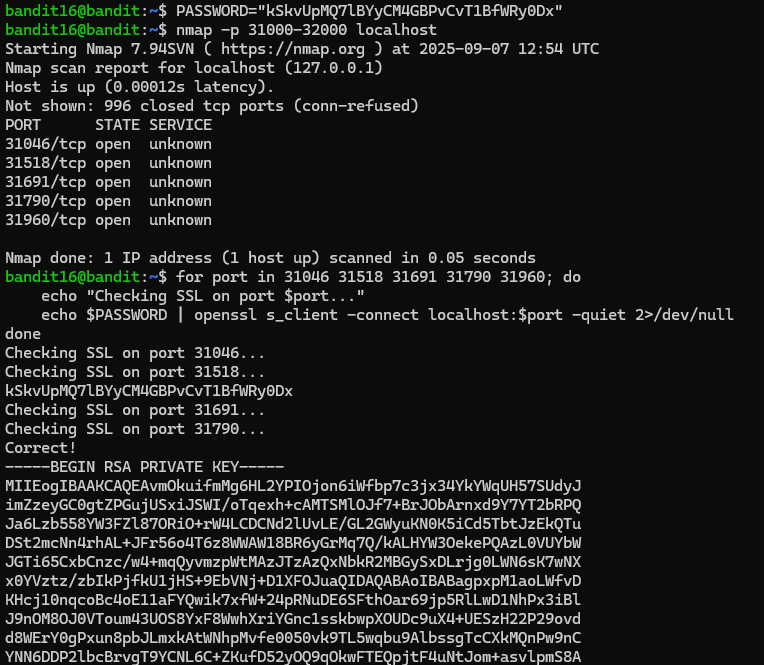 bandit16@bandit:~$ PASSWORD="kSkvUpMQ7lBYyCM4GBPvCvT1BfWRy0Dx"
bandit16@bandit:~$ nmap -p 31000-32000 localhost
Starting Nmap 7.94SVN ( https://nmap.org ) at 2025-09-07 12:54 UTC
Nmap scan report for localhost (127.0.0.1)
Host is up (0.00012s latency).
Not shown: 996 closed tcp ports (conn-refused)
PORT      STATE SERVICE
31046/tcp open  unknown
31518/tcp open  unknown
31691/tcp open  unknown
31790/tcp open  unknown
31960/tcp open  unknown
Nmap done: 1 IP address (1 host up) scanned in 0.05 seconds
bandit16@bandit:~$ for port in 31046 31518 31691 31790 31960; do
    echo "Checking SSL on port $port..."
    echo $PASSWORD | openssl s_client -connect localhost:$port -quiet 2>/dev/null
done
Checking SSL on port 31046...
Checking SSL on port 31518...
kSkvUpMQ7lBYyCM4GBPvCvT1BfWRy0Dx
Checking SSL on port 31691...
Checking SSL on port 31790...
Correct!
-----BEGIN RSA PRIVATE KEY-----
MIIEogIBAAKCAQEAvmOkuifmMg6HL2YPIOjon6iWfbp7c3jx34YkYWqUH57SUdyJ
imZzeyGC0gtZPGujUSxiJSWI/oTqexh+cAMTSMlOJf7+BrJObArnxd9Y7YT2bRPQ
Ja6Lzb558YW3FZl87ORiO+rW4LCDCNd2lUvLE/GL2GWyuKN0K5iCd5TbtJzEkQTu
DSt2mcNn4rhAL+JFr56o4T6z8WWAW18BR6yGrMq7Q/kALHYW3OekePQAzL0VUYbW
JGTi65CxbCnzc/w4+mqQyvmzpWtMAzJTzAzQxNbkR2MBGySxDLrjg0LWN6sK7wNX
x0YVztz/zbIkPjfkU1jHS+9EbVNj+D1XFOJuaQIDAQABAoIBABagpxpM1aoLWfvD
KHcj10nqcoBc4oE11aFYQwik7xfW+24pRNuDE6SFthOar69jp5RlLwD1NhPx3iBl
J9nOM8OJ0VToum43UOS8YxF8WwhXriYGnc1sskbwpXOUDc9uX4+UESzH22P29ovd
d8WErY0gPxun8pbJLmxkAtWNhpMvfe0050vk9TL5wqbu9AlbssgTcCXkMQnPw9nC
YNN6DDP2lbcBrvgT9YCNL6C+ZKufD52yOQ9qOkwFTEQpjtF4uNtJom+asvlpmS8A